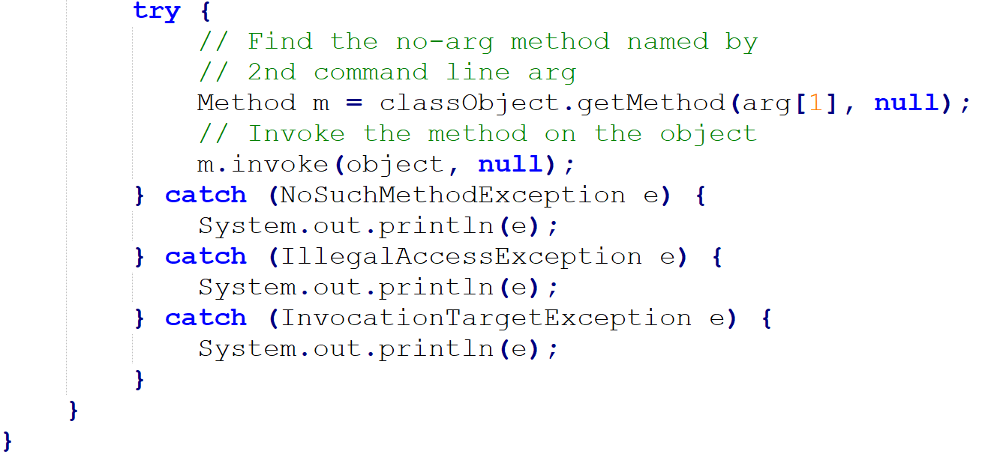 try {
// Find the no-arg method named by
// 2nd command line arg
Method m = classObject.getMethod(arg[1], null);
// Invoke the method on the object
m.invoke(object, null);
} catch (NoSuchMethodException e) {
System.out.println(e);
} catch (IllegalAccessException e) {
System.out.println(e);
} catch (InvocationTargetException e) {
System.out.println(e);
}
}
}